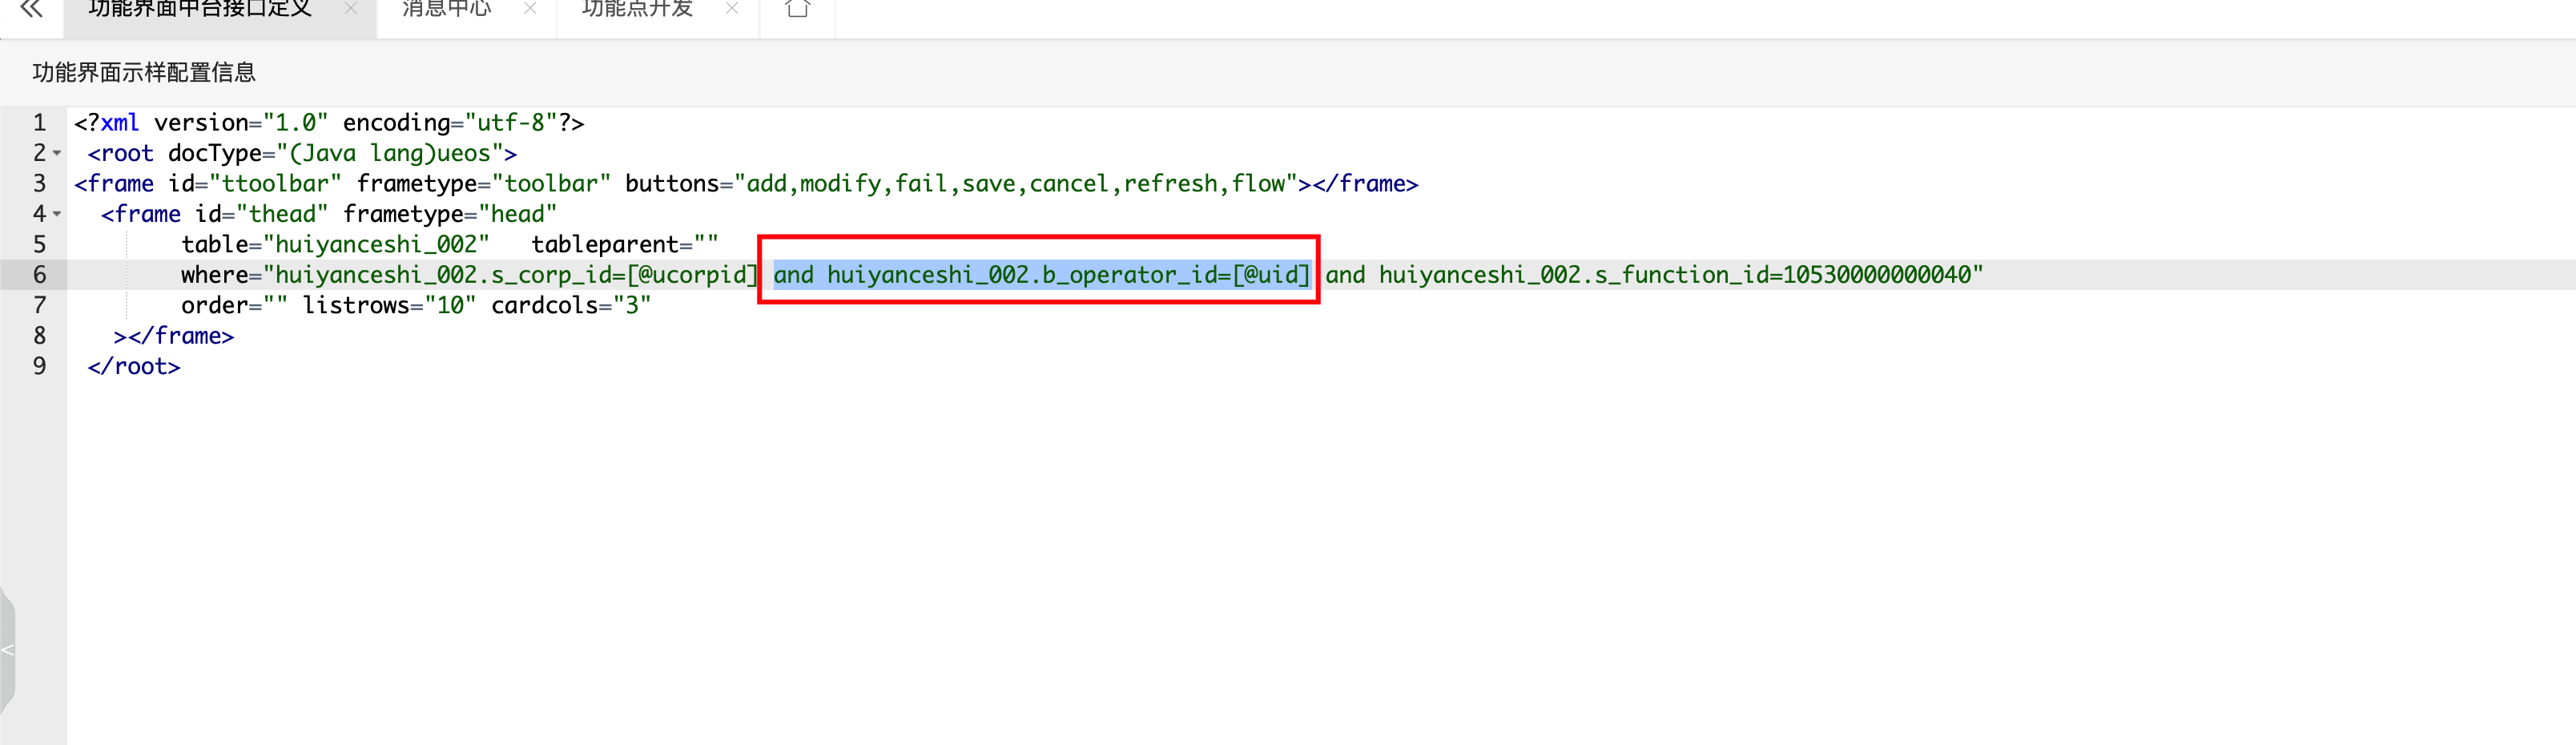 功能界面中台接口定义 × 消息中心 × 功能点开发 ×
功能界面示样配置信息
1 <?xml version="1.0" encoding="utf-8"?>
2 <root docType="(Java lang)ueos">
3 <frame id="ttoolbar" frametype="toolbar" buttons="add,modify,fail,save,cancel,refresh,flow"></frame>
4 <frame id="thead" frametype="head"
5 table="huiyanceshi_002" tableparent=""
6 where="huiyanceshi_002.s_corp_id=[@ucorpid] and huiyanceshi_002.b_operator_id=[@uid] and huiyanceshi_002.s_function_id=10530000000040"
7 order="" listrows="10" cardcols="3"
8 ></frame>
9 </root>